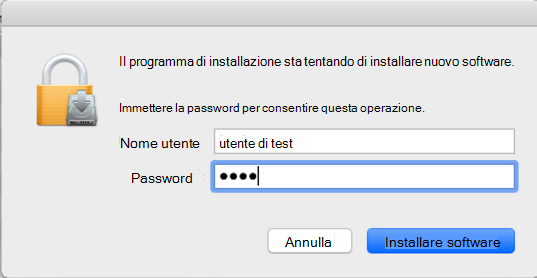 Il programma di installazione sta tentando di installare nuovo software.
Immettere la password per consentire questa operazione.
Nome utente utente di test
Password ••••
Annulla Installare software